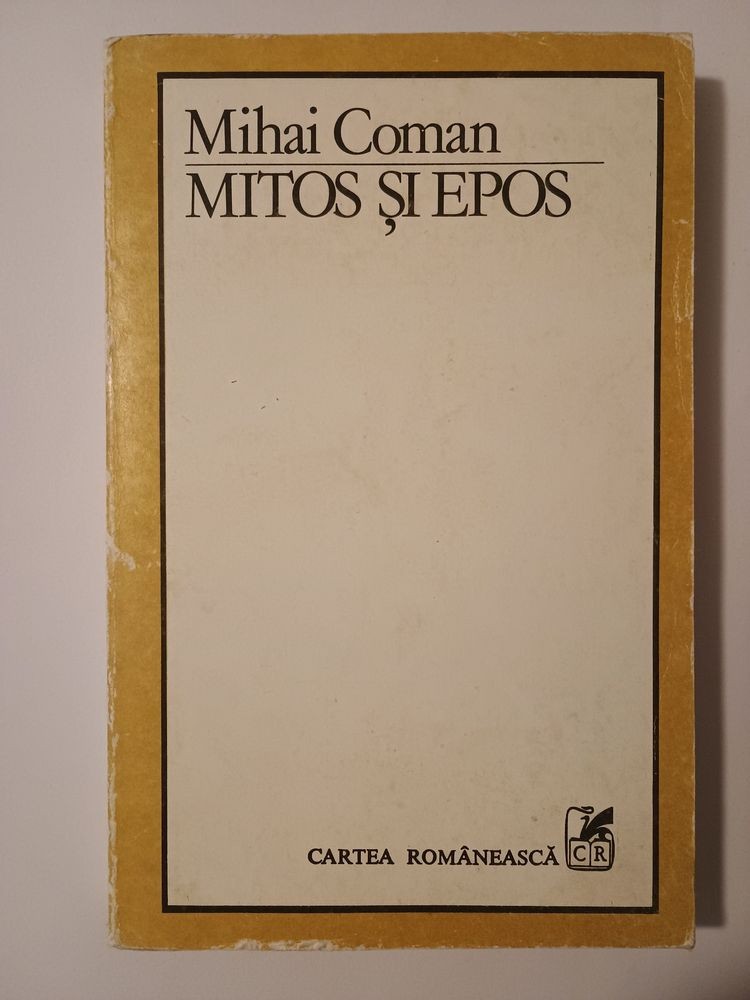 Mihai Coman
MITOS ȘI EPOS
CARTEA ROMÂNEASCĂ
CR